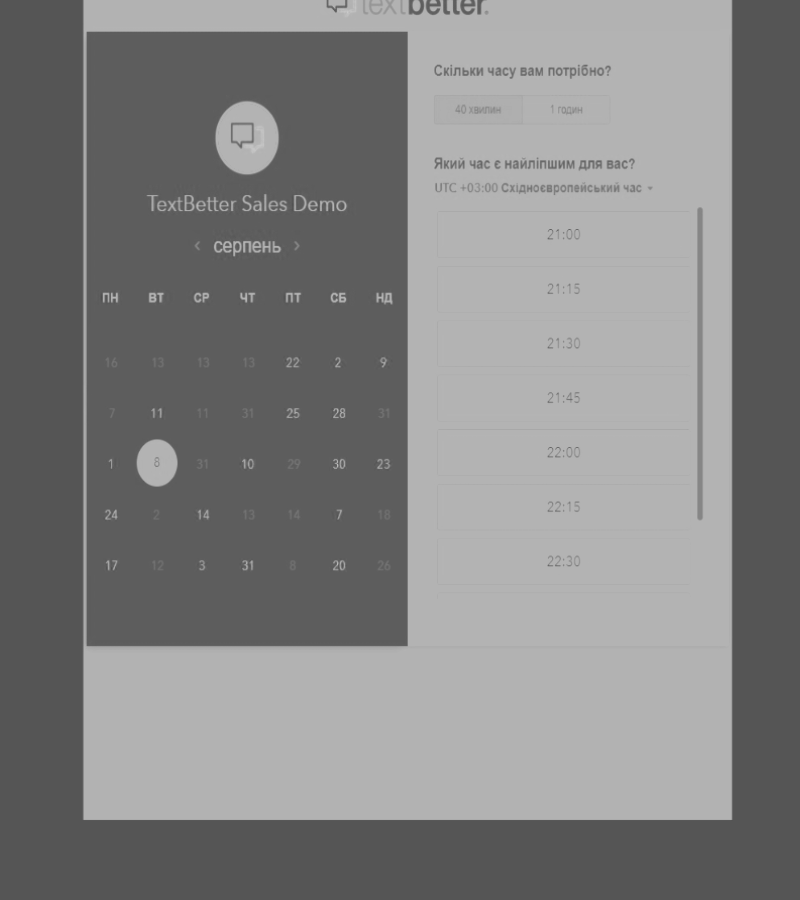 textbetter.
TextBetter Sales Demo
‹ серпень ›
ПН ВТ СР ЧТ ПТ СБ НД
16 13 13 13 22 2 9
7 11 11 31 25 28 31
1 6 31 10 29 30 23
24 2 14 13 14 7 18
17 12 3 31 8 20 26
Скільки часу вам потрібно?
40 хвилин 1 годин
Який час є найліпшим для вас?
UTC +03:00 Східноєвропейський час
21:00
21:15
21:30
21:45
22:00
22:15
22:30